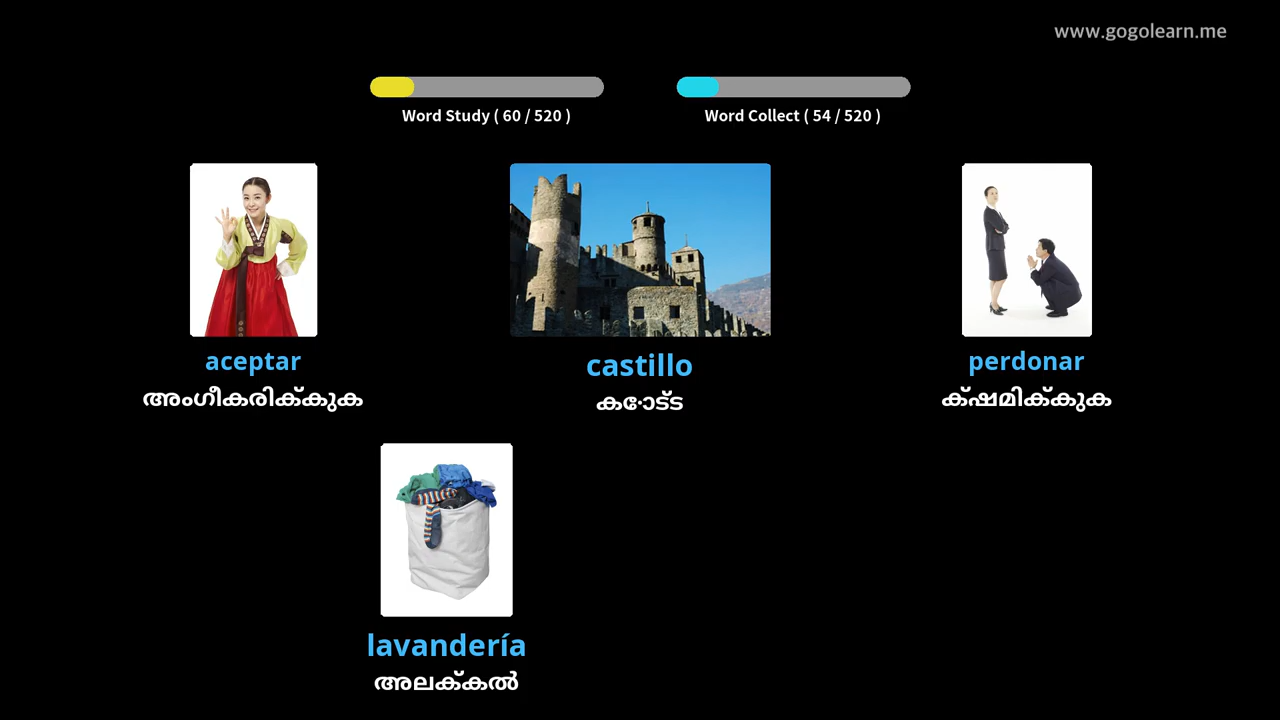 www.gogolearn.me
Word Study ( 60 / 520 )
Word Collect ( 54 / 520 )
aceptar
അംഗീകരിക്കുക
castillo
കോട്ട
perdonar
ക്ഷമിക്കുക
lavandería
അലക്കൽ